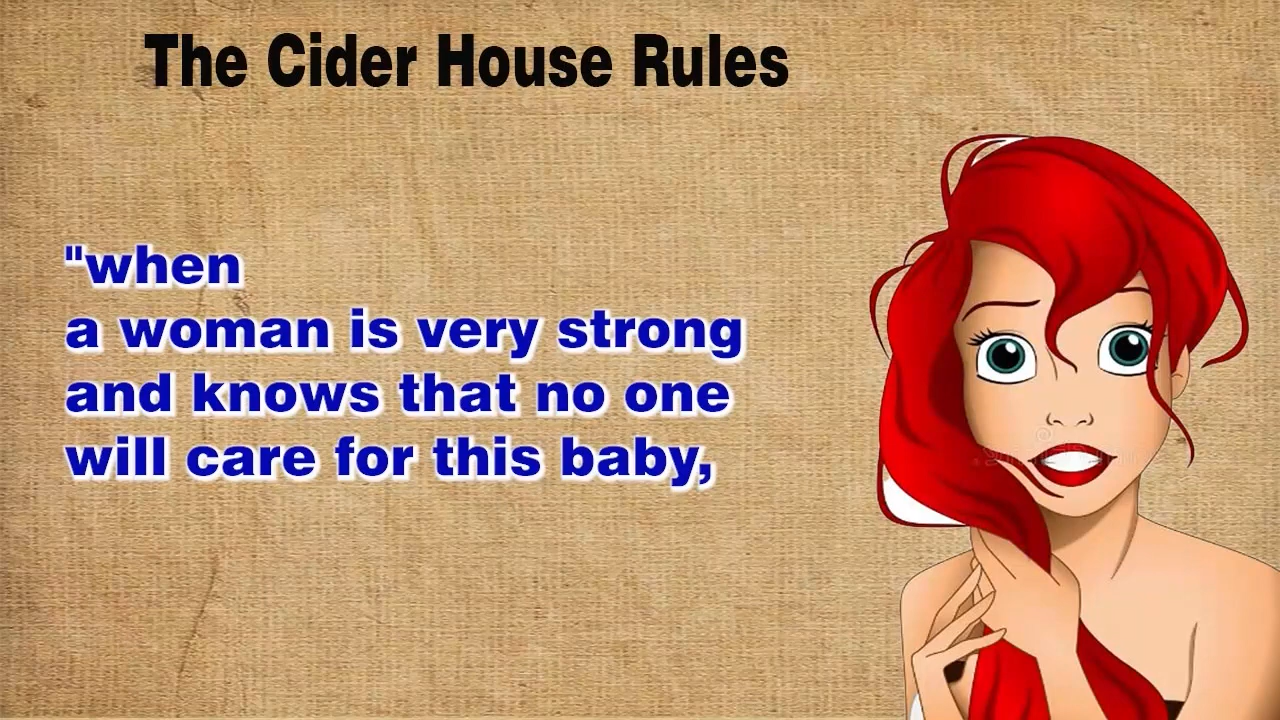 The Cider House Rules
"when
a woman is very strong
and knows that no one
will care for this baby,